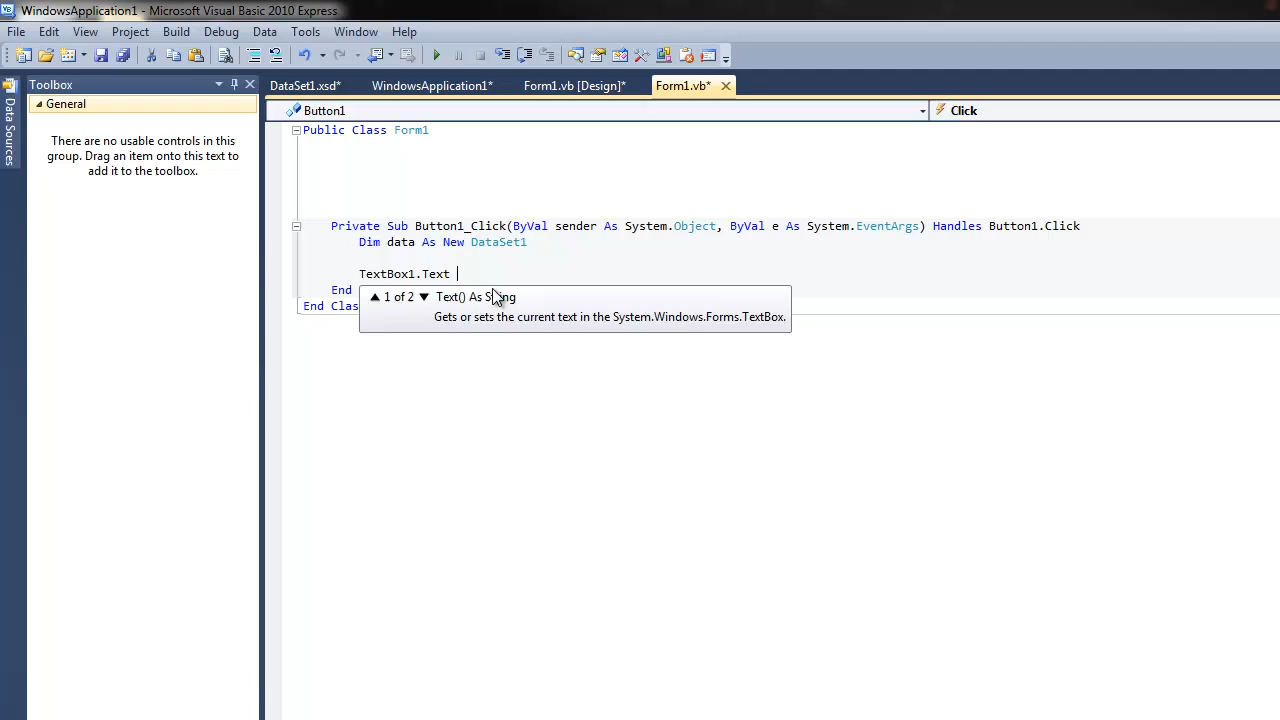 WindowsApplication1 - Microsoft Visual Basic 2010 Express
File Edit View Project Build Debug Data Tools Window Help
Toolbox
DataSet1.xsd* WindowsApplication1* Form1.vb [Design]* Form1.vb*
General
Button1 Click
Data Sources
There are no usable controls in this
group. Drag an item onto this text to
add it to the toolbox.
Public Class Form1
Private Sub Button1_Click(ByVal sender As System.Object, ByVal e As System.EventArgs) Handles Button1.Click
Dim data As New DataSet1
TextBox1.Text
End
1 of 2 Text() As String
End Clas
Gets or sets the current text in the System.Windows.Forms.TextBox.